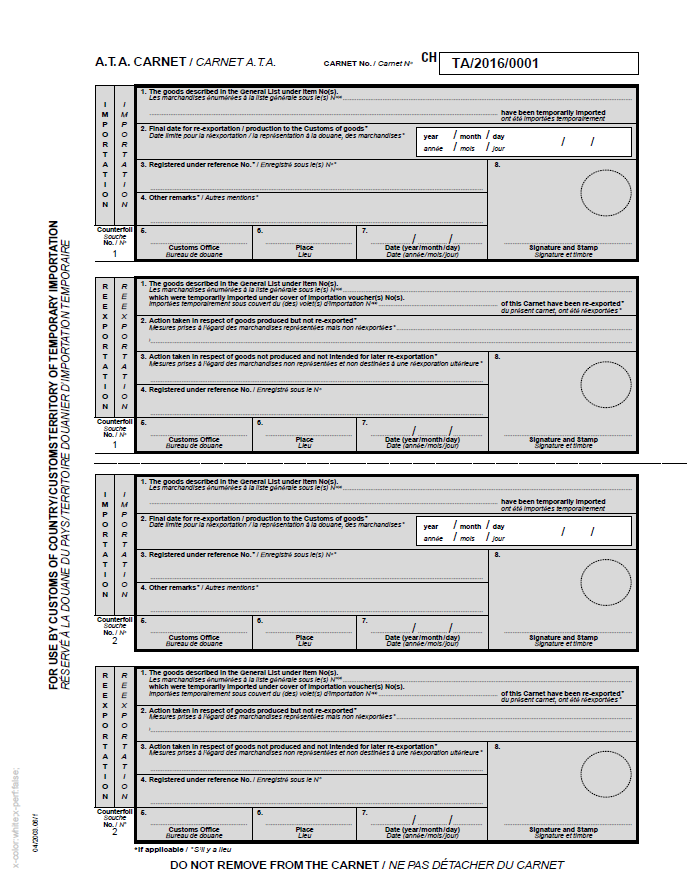 A.T.A. CARNET / CARNET A.T.A.
CARNET No. / Carnet N° CH TA/2016/0001
FOR USE BY CUSTOMS OF COUNTRY/CUSTOMS TERRITORY OF TEMPORARY IMPORTATION
RÉSERVÉ À LA DOUANE DU PAYS/TERRITOIRE DOUANIER D'IMPORTATION TEMPORAIRE
IMPORTATION
IMPORTATION
1. The goods described in the General List under Item No(s).
Les marchandises énumérées à la liste générale sous le(s) N°ˢ
have been temporarily imported
ont été importées temporairement
2. Final date for re-exportation / production to the Customs of goods*
Date limite pour la réexportation / la représentation à la douane, des marchandises*
year / month / day
année / mois / jour
/ /
3. Registered under reference No.* / Enregistré sous le(s) N°*
8.
4. Other remarks* / Autres mentions*
Counterfoil
Souche
No. / N°
1
5.
Customs Office
Bureau de douane
6.
Place
Lieu
7.
/ /
Date (year/month/day)
Date (année/mois/jour)
Signature and Stamp
Signature et timbre
REEXPORTATION
REEXPORTATION
1. The goods described in the General List under Item No(s).
Les marchandises énumérées à la liste générale sous le(s) N°ˢ
which were temporarily imported under cover of importation voucher(s) No(s).
importées temporairement sous couvert du (des) volet(s) d'importation N°ˢ
of this Carnet have been re-exported*
du présent carnet, ont été réexportées*
2. Action taken in respect of goods produced but not re-exported*
Mesures prises à l'égard des marchandises représentées mais non réexportées*
3. Action taken in respect of goods not produced and not intended for later re-exportation*
Mesures prises à l'égard des marchandises non représentées et non destinées à une réexporation ultérieure*
8.
4. Registered under reference No. / Enregistré sous le N°
Counterfoil
Souche
No. / N°
1
5.
Customs Office
Bureau de douane
6.
Place
Lieu
7.
/ /
Date (year/month/day)
Date (année/mois/jour)
Signature and Stamp
Signature et timbre
IMPORTATION
IMPORTATION
1. The goods described in the General List under Item No(s).
Les marchandises énumérées à la liste générale sous le(s) N°ˢ
have been temporarily imported
ont été importées temporairement
2. Final date for re-exportation / production to the Customs of goods*
Date limite pour la réexportation / la représentation à la douane, des marchandises*
year / month / day
année / mois / jour
/ /
3. Registered under reference No.* / Enregistré sous le(s) N°*
8.
4. Other remarks* / Autres mentions*
Counterfoil
Souche
No. / N°
2
5.
Customs Office
Bureau de douane
6.
Place
Lieu
7.
/ /
Date (year/month/day)
Date (année/mois/jour)
Signature and Stamp
Signature et timbre
REEXPORTATION
REEXPORTATION
1. The goods described in the General List under Item No(s).
Les marchandises énumérées à la liste générale sous le(s) N°ˢ
which were temporarily imported under cover of importation voucher(s) No(s).
importées temporairement sous couvert du (des) volet(s) d'importation N°ˢ
of this Carnet have been re-exported*
du présent carnet, ont été réexportées*
2. Action taken in respect of goods produced but not re-exported*
Mesures prises à l'égard des marchandises représentées mais non réexportées*
3. Action taken in respect of goods not produced and not intended for later re-exportation*
Mesures prises à l'égard des marchandises non représentées et non destinées à une réexporation ultérieure*
8.
4. Registered under reference No. / Enregistré sous le N°
Counterfoil
Souche
No. / N°
2
5.
Customs Office
Bureau de douane
6.
Place
Lieu
7.
/ /
Date (year/month/day)
Date (année/mois/jour)
Signature and Stamp
Signature et timbre
*If applicable / *S'il y a lieu
DO NOT REMOVE FROM THE CARNET / NE PAS DÉTACHER DU CARNET
x-color:white;x-perf:false;